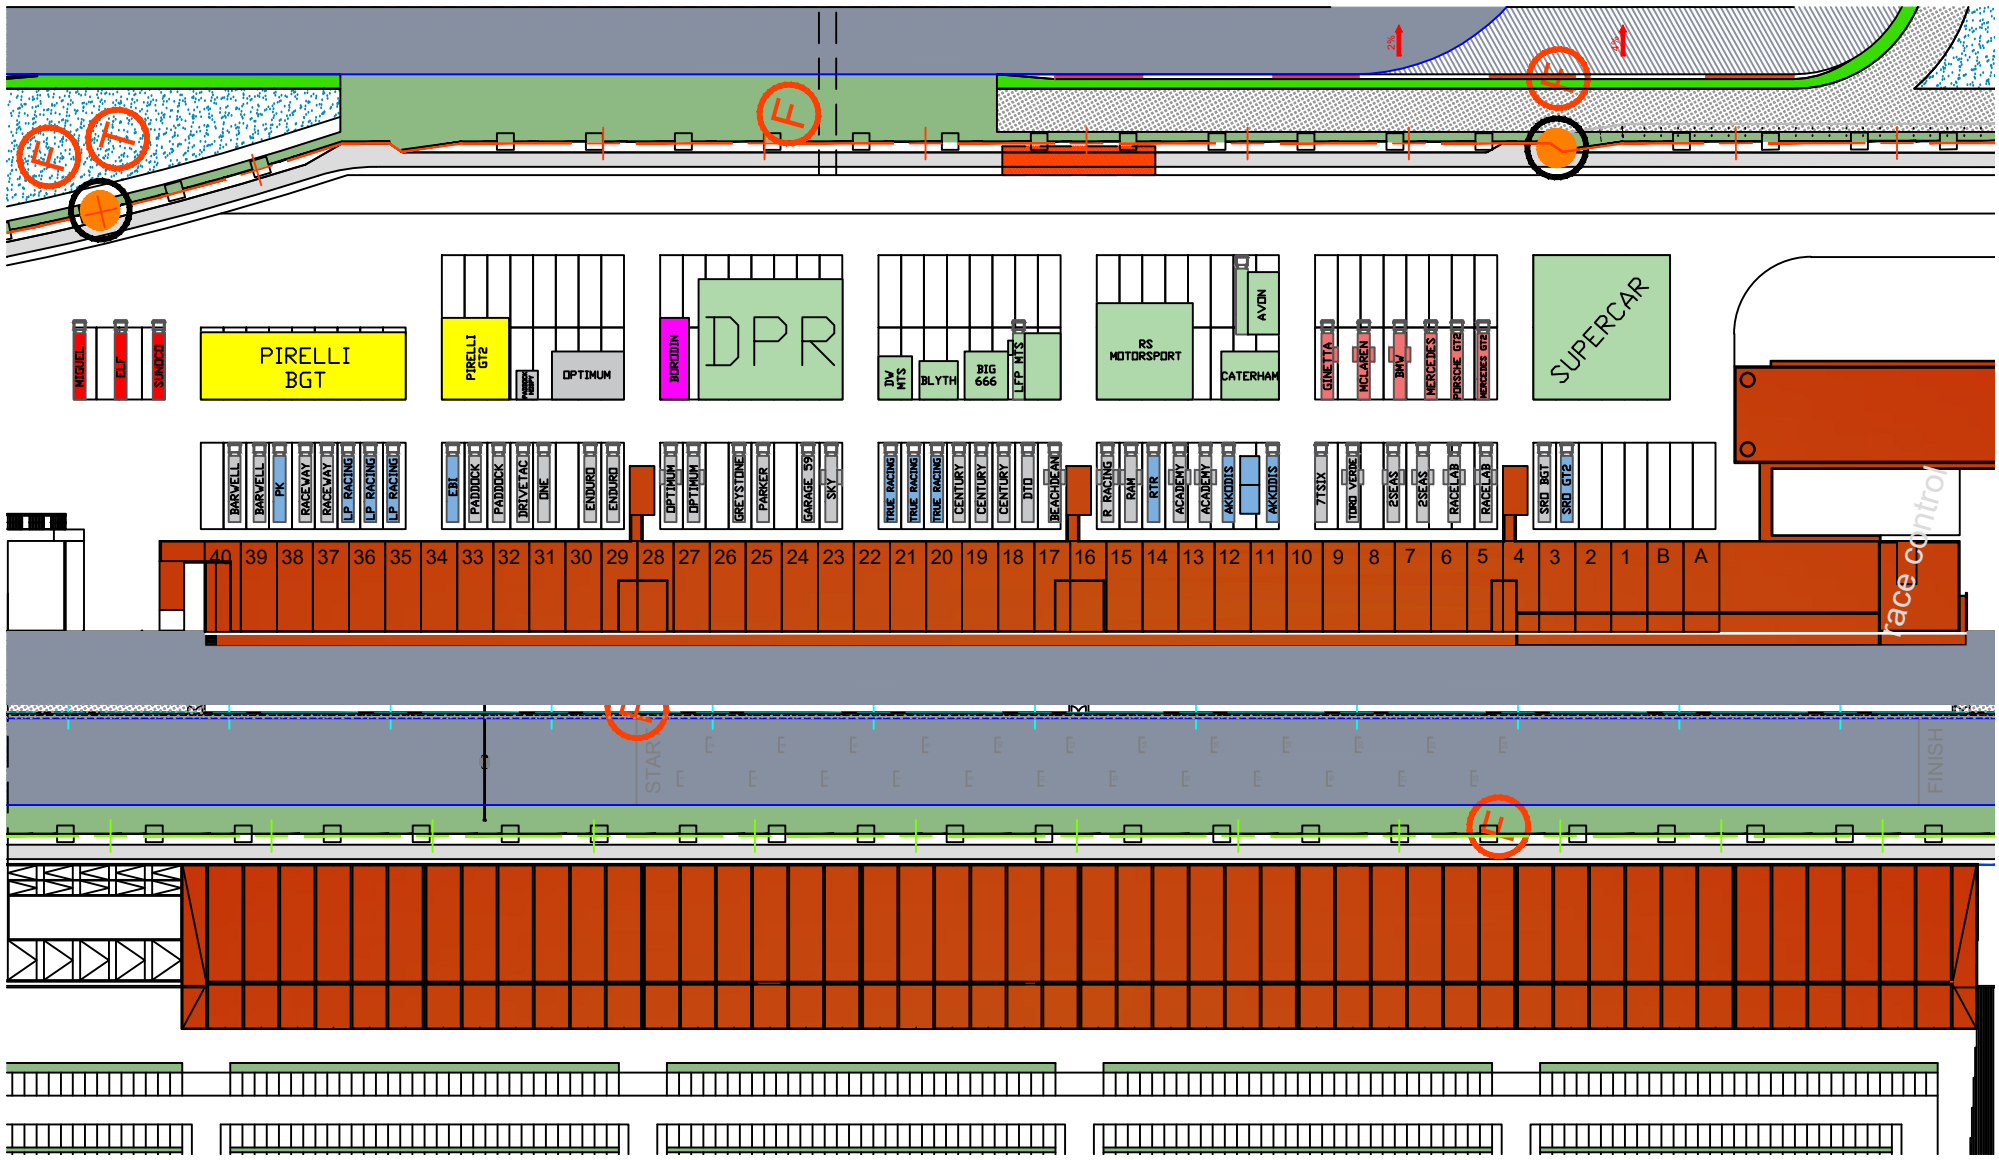 2%
4%
F
F
T
F
MIGUEL
ELF
SUNOCO
PIRELLI
BGT
PIRELLI
GT2
OPTIMUM
BORODIN
DPR
DW
MTS
BLYTH
BIG
666
LFP MTS
RS
MOTORSPORT
AVON
CATERHAM
GINETTA
MCLAREN
BMW
MERCEDES
PORSCHE GT2
MERCEDES GT2
SUPERCAR
BARWELL
BARWELL
PK
RACEWAY
RACEWAY
LP RACING
LP RACING
LP RACING
EBI
PADDOCK
PADDOCK
DRIVETAC
ONE
ENDURO
ENDURO
OPTIMUM
OPTIMUM
GREYSTONE
PARKER
GARAGE 59
SKY
TRUE RACING
TRUE RACING
TRUE RACING
CENTURY
CENTURY
CENTURY
DTO
BEACHDEAN
R RACING
RAM
RTR
ACADEMY
ACADEMY
AKKODIS
AKKODIS
7TSIX
TORO VERDE
2SEAS
2SEAS
RACELAB
RACELAB
SRO BGT
SRO GT2
race control
40 39 38 37 36 35 34 33 32 31 30 29 28 27 26 25 24 23 22 21 20 19 18 17 16 15 14 13 12 11 10 9 8 7 6 5 4 3 2 1 B A
F
START
FINISH
F